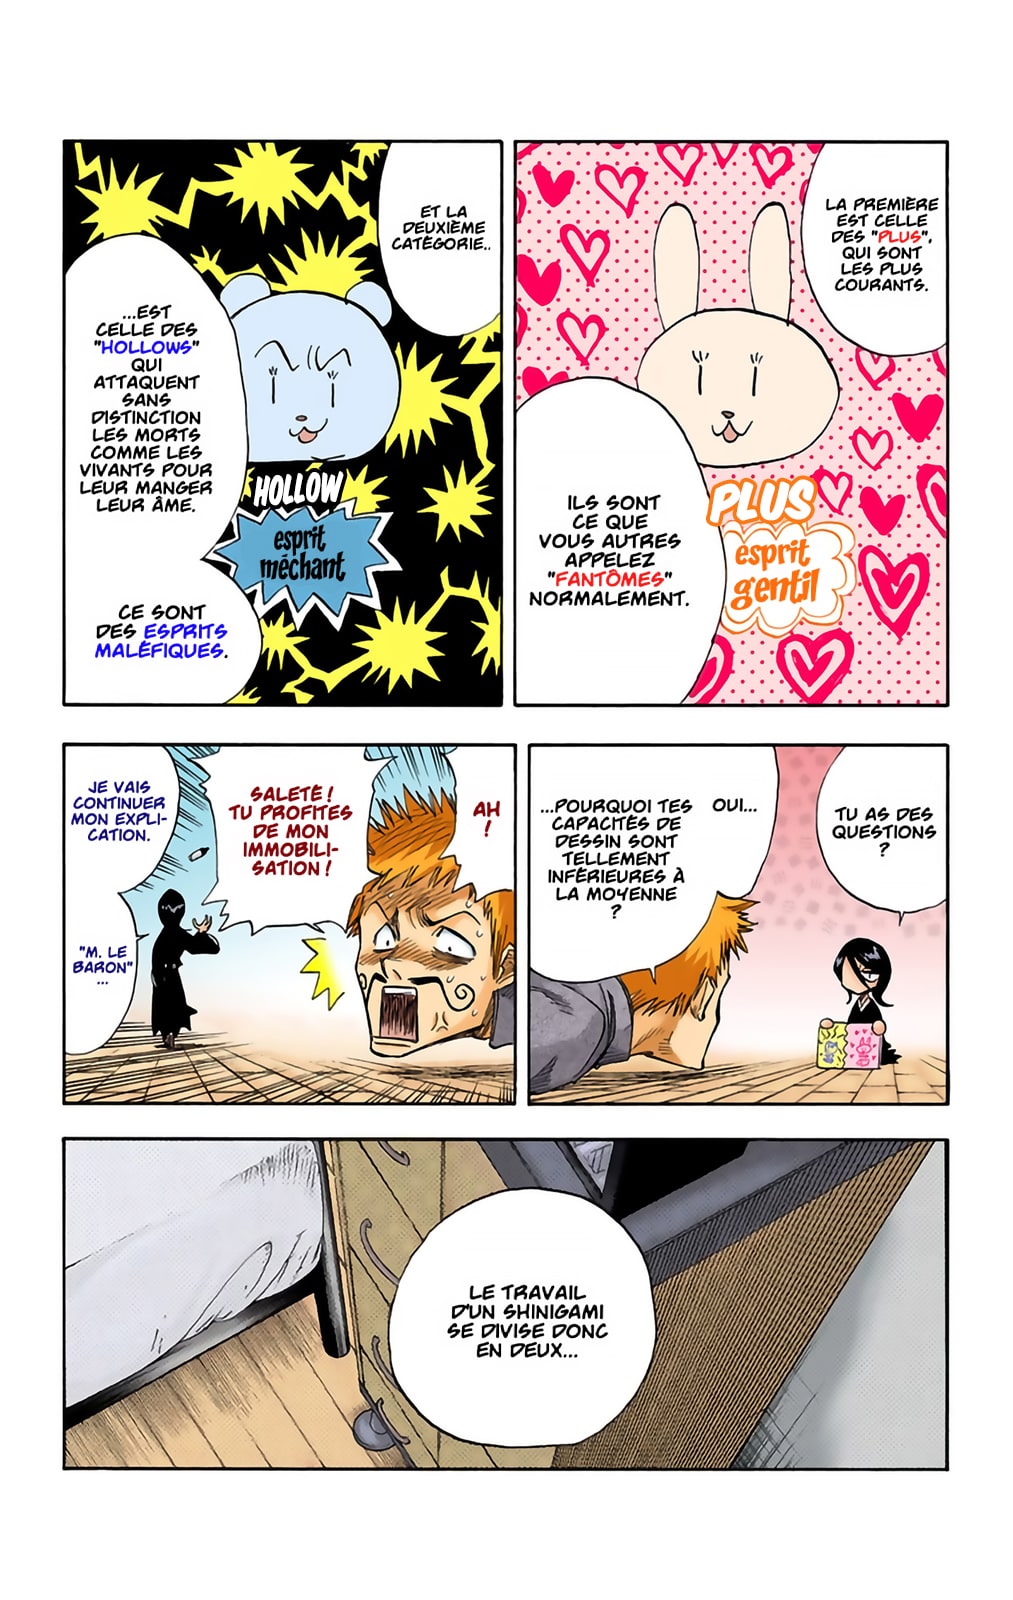 LA PREMIÈRE
EST CELLE
DES "PLUS",
QUI SONT
LES PLUS
COURANTS.
ILS SONT
CE QUE
VOUS AUTRES
APPELEZ
"FANTÔMES"
NORMALEMENT.
PLUS
esprit
gentil
ET LA
DEUXIÈME
CATÉGORIE..
...EST
CELLE DES
"HOLLOWS"
QUI
ATTAQUENT
SANS
DISTINCTION
LES MORTS
COMME LES
VIVANTS POUR
LEUR MANGER
LEUR ÂME.
CE SONT
DES ESPRITS
MALÉFIQUES.
HOLLOW
esprit
méchant
TU AS DES
QUESTIONS
?
OUI...
...POURQUOI TES
CAPACITÉS DE
DESSIN SONT
TELLEMENT
INFÉRIEURES À
LA MOYENNE
?
AH
!
SALETÉ !
TU PROFITES
DE MON
IMMOBILI-
SATION !
JE VAIS
CONTINUER
MON EXPLI-
CATION.
"M. LE
BARON"
...
LE TRAVAIL
D'UN SHINIGAMI
SE DIVISE DONC
EN DEUX...